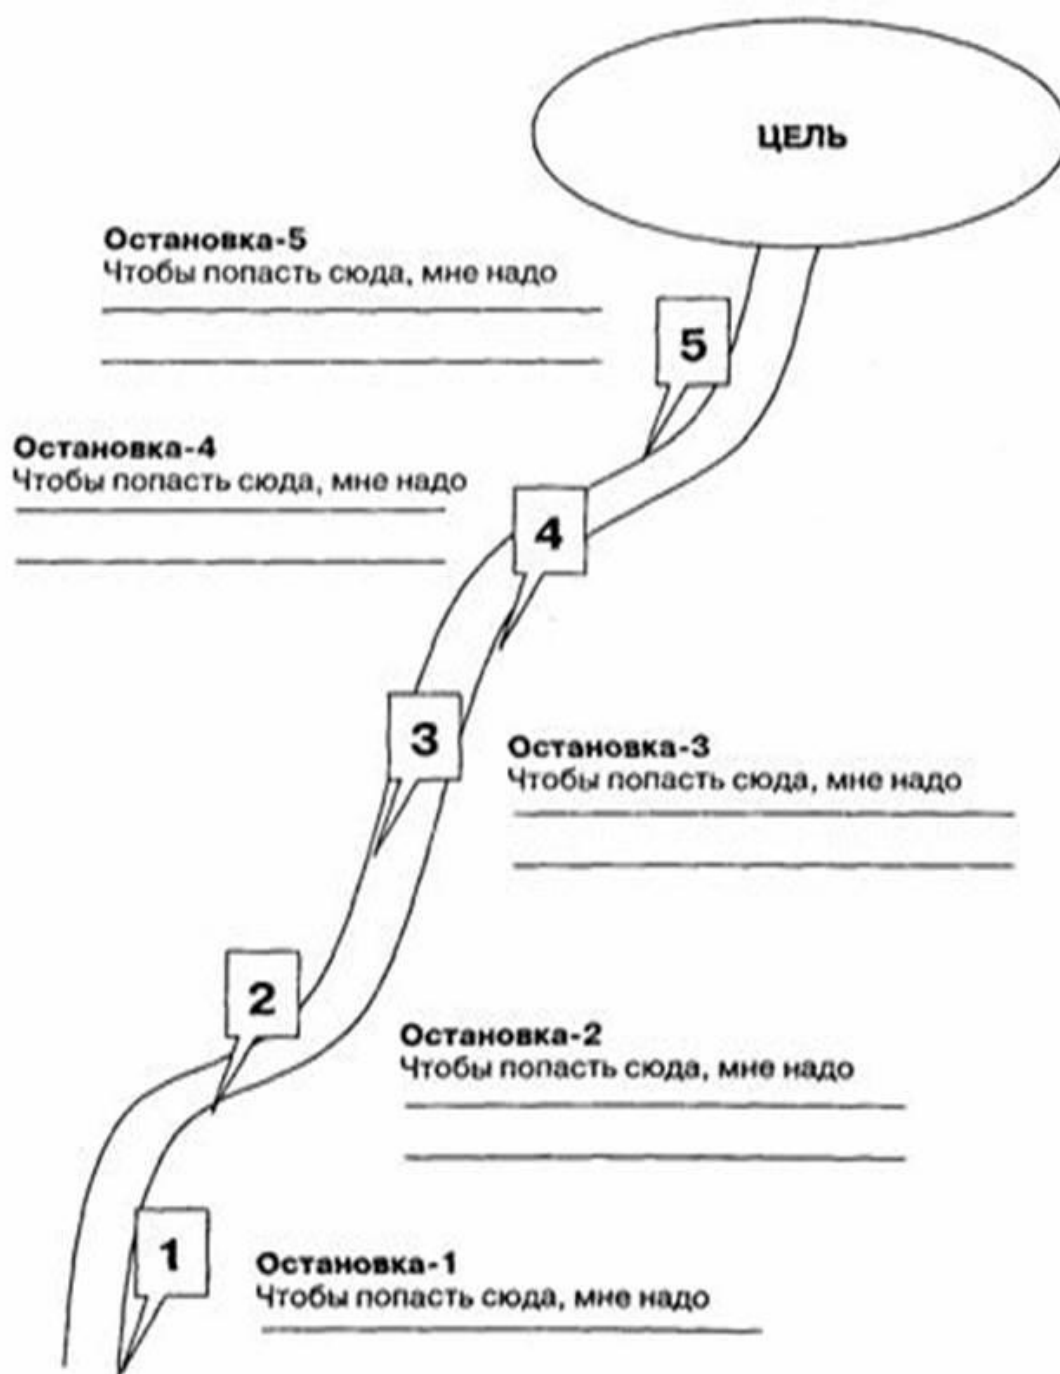 ЦЕЛЬ
Остановка-5
Чтобы попасть сюда, мне надо
5
Остановка-4
Чтобы попасть сюда, мне надо
4
3
Остановка-3
Чтобы попасть сюда, мне надо
2
Остановка-2
Чтобы попасть сюда, мне надо
1
Остановка-1
Чтобы попасть сюда, мне надо